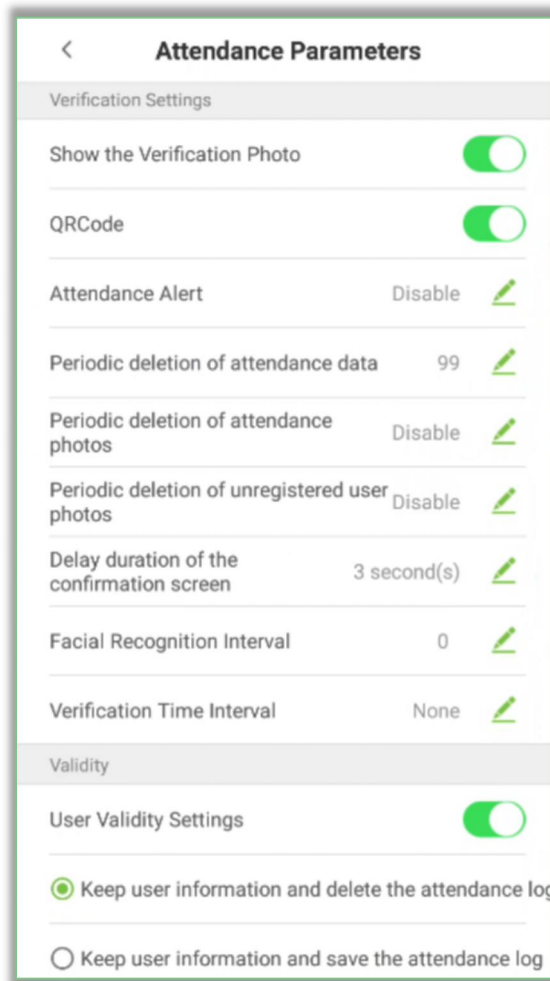 Attendance Parameters
Verification Settings
Show the Verification Photo
QRCode
Attendance Alert Disable
Periodic deletion of attendance data 99
Periodic deletion of attendance
photos Disable
Periodic deletion of unregistered user
photos Disable
Delay duration of the
confirmation screen 3 second(s)
Facial Recognition Interval 0
Verification Time Interval None
Validity
User Validity Settings
Keep user information and delete the attendance log
Keep user information and save the attendance log